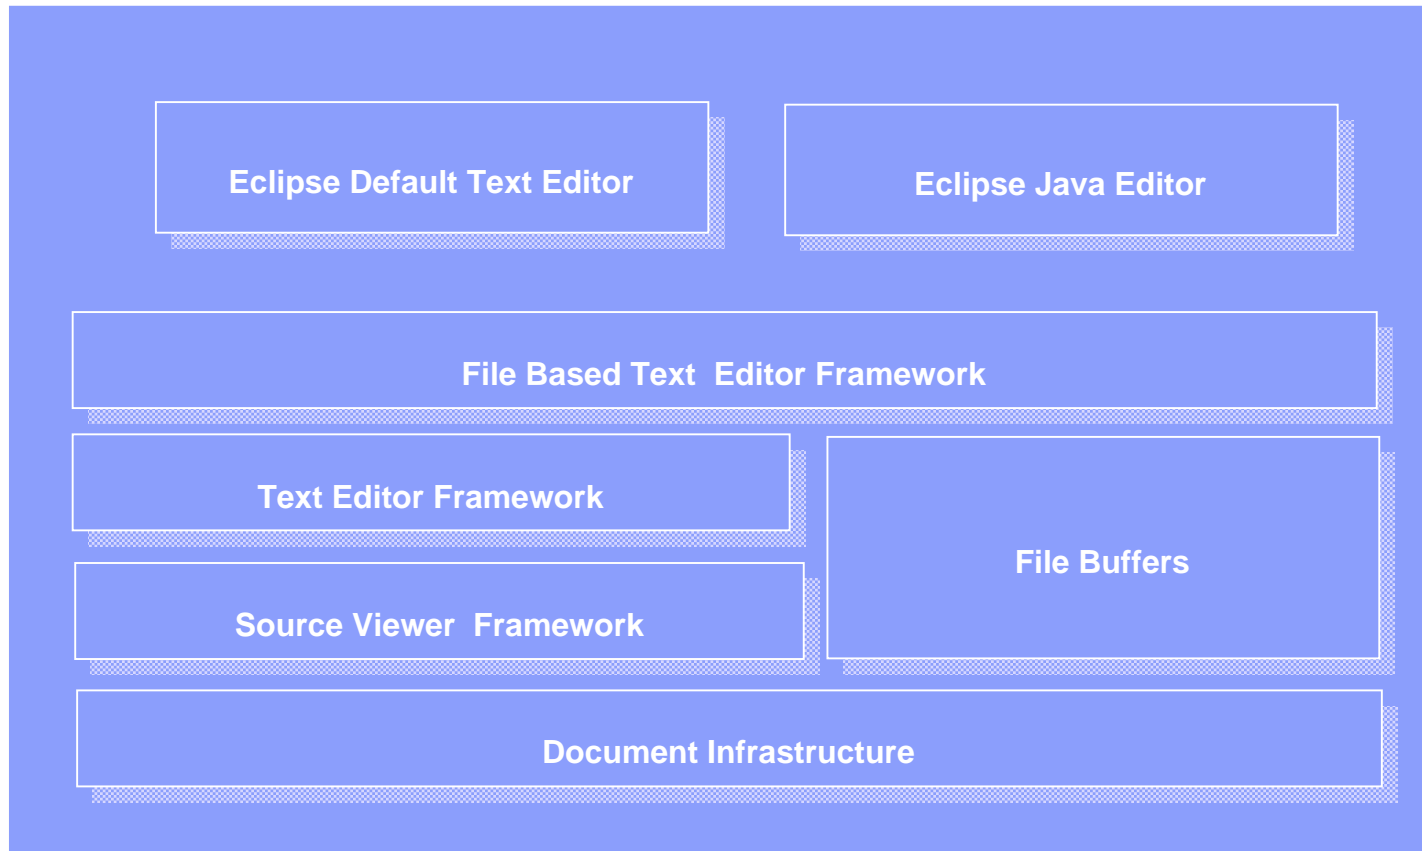 Eclipse Default Text Editor
Eclipse Java Editor
File Based Text  Editor Framework
Text Editor Framework
File Buffers
Source Viewer  Framework
Document Infrastructure